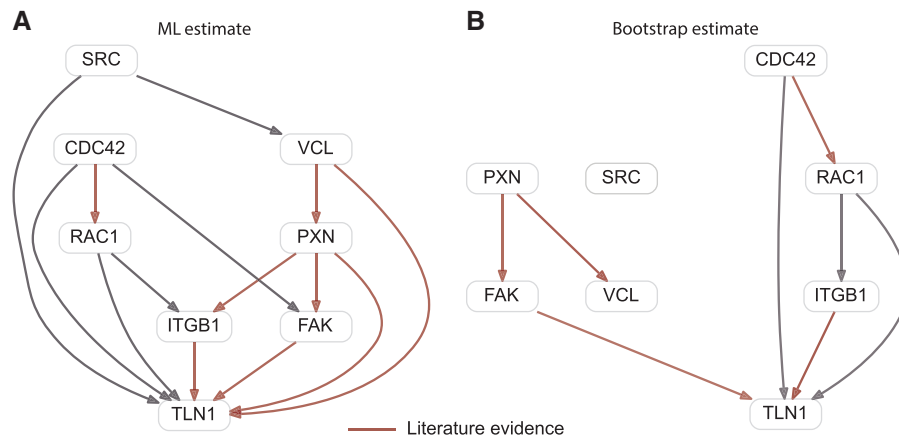 A
ML estimate
SRC
CDC42
VCL
RAC1
PXN
ITGB1
FAK
TLN1
B
Bootstrap estimate
CDC42
PXN
SRC
RAC1
FAK
VCL
ITGB1
TLN1
Literature evidence